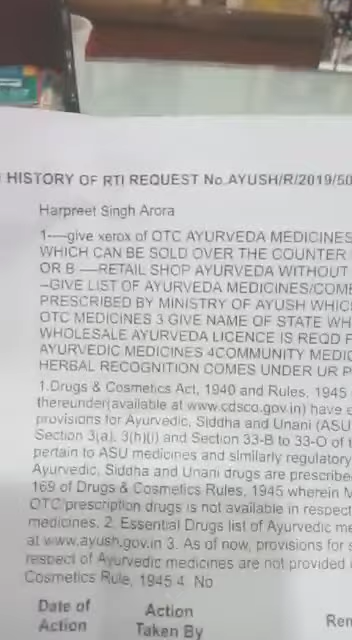 HISTORY OF RTI REQUEST No.AYUSH/R/2019/50
Harpreet Singh Arora
1----give xerox of OTC AYURVEDA MEDICINES
WHICH CAN BE SOLD OVER THE COUNTER
OR B ----RETAIL SHOP AYURVEDA WITHOUT
-GIVE LIST OF AYURVEDA MEDICINES/COMB
PRESCRIBED BY MINISTRY OF AYUSH WHIC
OTC MEDICINES 3 GIVE NAME OF STATE WH
WHOLESALE AYURVEDA LICENCE IS REQD F
AYURVEDIC MEDICINES 4COMMUNITY MEDIC
HERBAL RECOGNITION COMES UNDER UR P
1.Drugs & Cosmetics Act, 1940 and Rules, 1945
thereunder(available at www.cdsco.gov.in) have e
provisions for Ayurvedic, Siddha and Unani (ASU
Section 3(a), 3(h)(i) and Section 33-B to 33-O of t
pertain to ASU medicines and similarly regulatory
Ayurvedic, Siddha and Unani drugs are prescribe
169 of Drugs & Cosmetics Rules, 1945 wherein M
OTC/prescription drugs is not available in respect
medicines. 2. Essential Drugs list of Ayurvedic me
at www.ayush.gov.in 3. As of now, provisions for s
respect of Ayurvedic medicines are not provided
Cosmetics Rule, 1945 4. No
Date of Action
Action Taken By
Rem